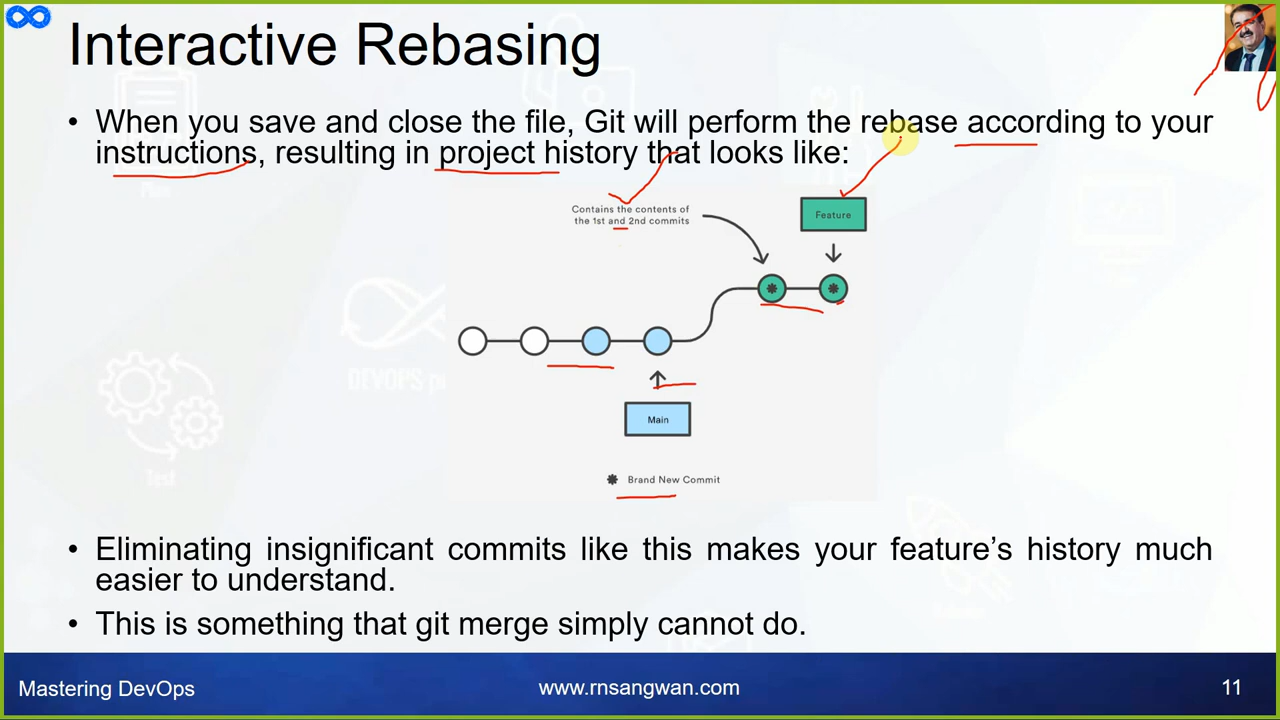 Interactive Rebasing
• When you save and close the file, Git will perform the rebase according to your
instructions, resulting in project history that looks like:
Contains the contents of
the 1st and 2nd commits
Feature
Main
Brand New Commit
• Eliminating insignificant commits like this makes your feature's history much
easier to understand.
• This is something that git merge simply cannot do.
Mastering DevOps
www.rnsangwan.com
11
DEVOPS
Test